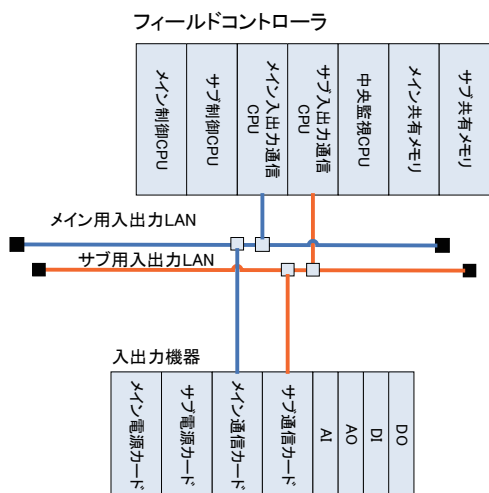 フィールドコントローラ
メイン制御CPU
サブ制御CPU
メイン入出力通信
CPU
サブ入出力通信
CPU
中央監視CPU
メイン共有メモリ
サブ共有メモリ
メイン用入出力LAN
サブ用入出力LAN
入出力機器
メイン電源カード
サブ電源カード
メイン通信カード
サブ通信カード
AI
AO
DI
DO